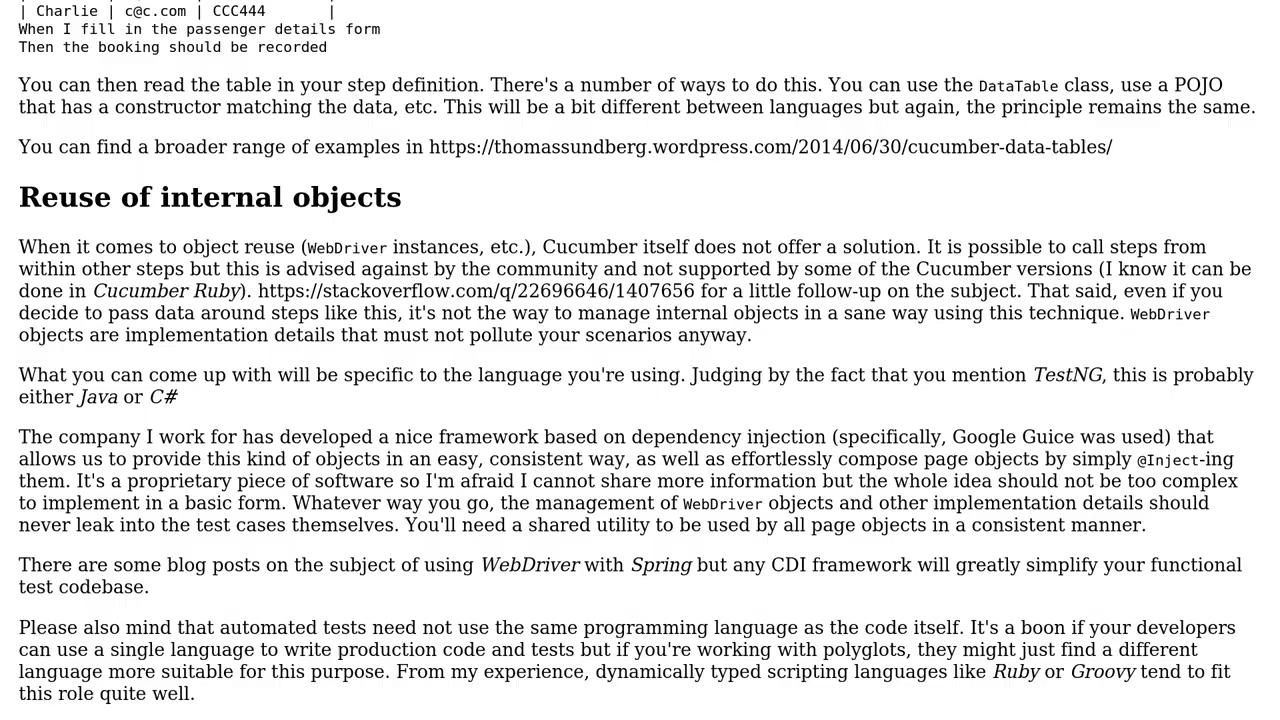 | Charlie | c@c.com | CCC444       |
When I fill in the passenger details form
Then the booking should be recorded
You can then read the table in your step definition. There's a number of ways to do this. You can use the DataTable class, use a POJO
that has a constructor matching the data, etc. This will be a bit different between languages but again, the principle remains the same.
You can find a broader range of examples in https://thomassundberg.wordpress.com/2014/06/30/cucumber-data-tables/
Reuse of internal objects
When it comes to object reuse (WebDriver instances, etc.), Cucumber itself does not offer a solution. It is possible to call steps from
within other steps but this is advised against by the community and not supported by some of the Cucumber versions (I know it can be
done in Cucumber Ruby). https://stackoverflow.com/q/22696646/1407656 for a little follow-up on the subject. That said, even if you
decide to pass data around steps like this, it's not the way to manage internal objects in a sane way using this technique. WebDriver
objects are implementation details that must not pollute your scenarios anyway.
What you can come up with will be specific to the language you're using. Judging by the fact that you mention TestNG, this is probably
either Java or C#
The company I work for has developed a nice framework based on dependency injection (specifically, Google Guice was used) that
allows us to provide this kind of objects in an easy, consistent way, as well as effortlessly compose page objects by simply @Inject-ing
them. It's a proprietary piece of software so I'm afraid I cannot share more information but the whole idea should not be too complex
to implement in a basic form. Whatever way you go, the management of WebDriver objects and other implementation details should
never leak into the test cases themselves. You'll need a shared utility to be used by all page objects in a consistent manner.
There are some blog posts on the subject of using WebDriver with Spring but any CDI framework will greatly simplify your functional
test codebase.
Please also mind that automated tests need not use the same programming language as the code itself. It's a boon if your developers
can use a single language to write production code and tests but if you're working with polyglots, they might just find a different
language more suitable for this purpose. From my experience, dynamically typed scripting languages like Ruby or Groovy tend to fit
this role quite well.